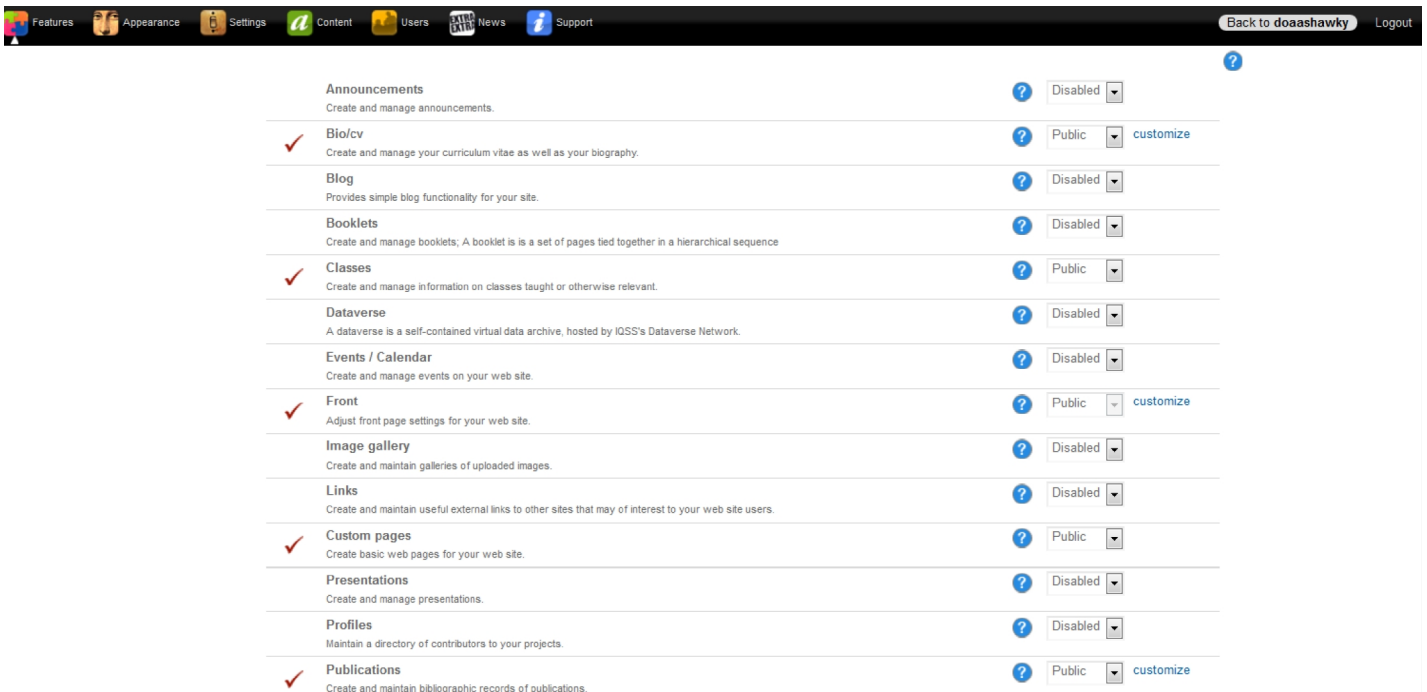 Features Appearance Settings Content Users News Support Back to doaashawky Logout
Announcements Disabled
Create and manage announcements.
Bio/cv Public customize
Create and manage your curriculum vitae as well as your biography.
Blog Disabled
Provides simple blog functionality for your site.
Booklets Disabled
Create and manage booklets; A booklet is is a set of pages tied together in a hierarchical sequence
Classes Public
Create and manage information on classes taught or otherwise relevant.
Dataverse Disabled
A dataverse is a self-contained virtual data archive, hosted by IQSS's Dataverse Network.
Events / Calendar Disabled
Create and manage events on your web site.
Front Public customize
Adjust front page settings for your web site.
Image gallery Disabled
Create and maintain galleries of uploaded images.
Links Disabled
Create and maintain useful external links to other sites that may of interest to your web site users.
Custom pages Public
Create basic web pages for your web site.
Presentations Disabled
Create and manage presentations.
Profiles Disabled
Maintain a directory of contributors to your projects.
Publications Public customize
Create and maintain bibliographic records of publications.